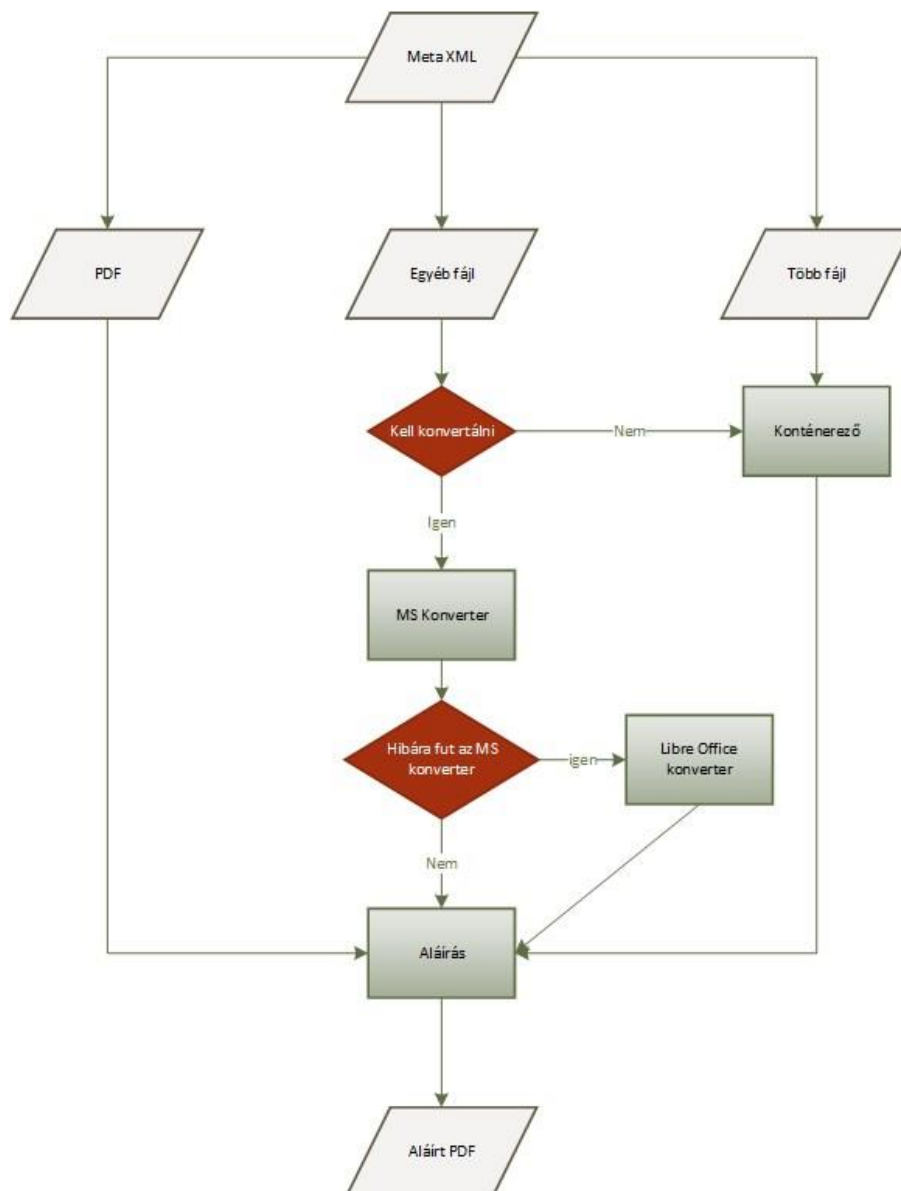 Meta XML
PDF
Egyéb fájl
Több fájl
Kell konvertálni
Nem
Konténerező
Igen
MS Konverter
Hibára fut az MS
konverter
igen
Libre Office
konverter
Nem
Aláírás
Aláírt PDF